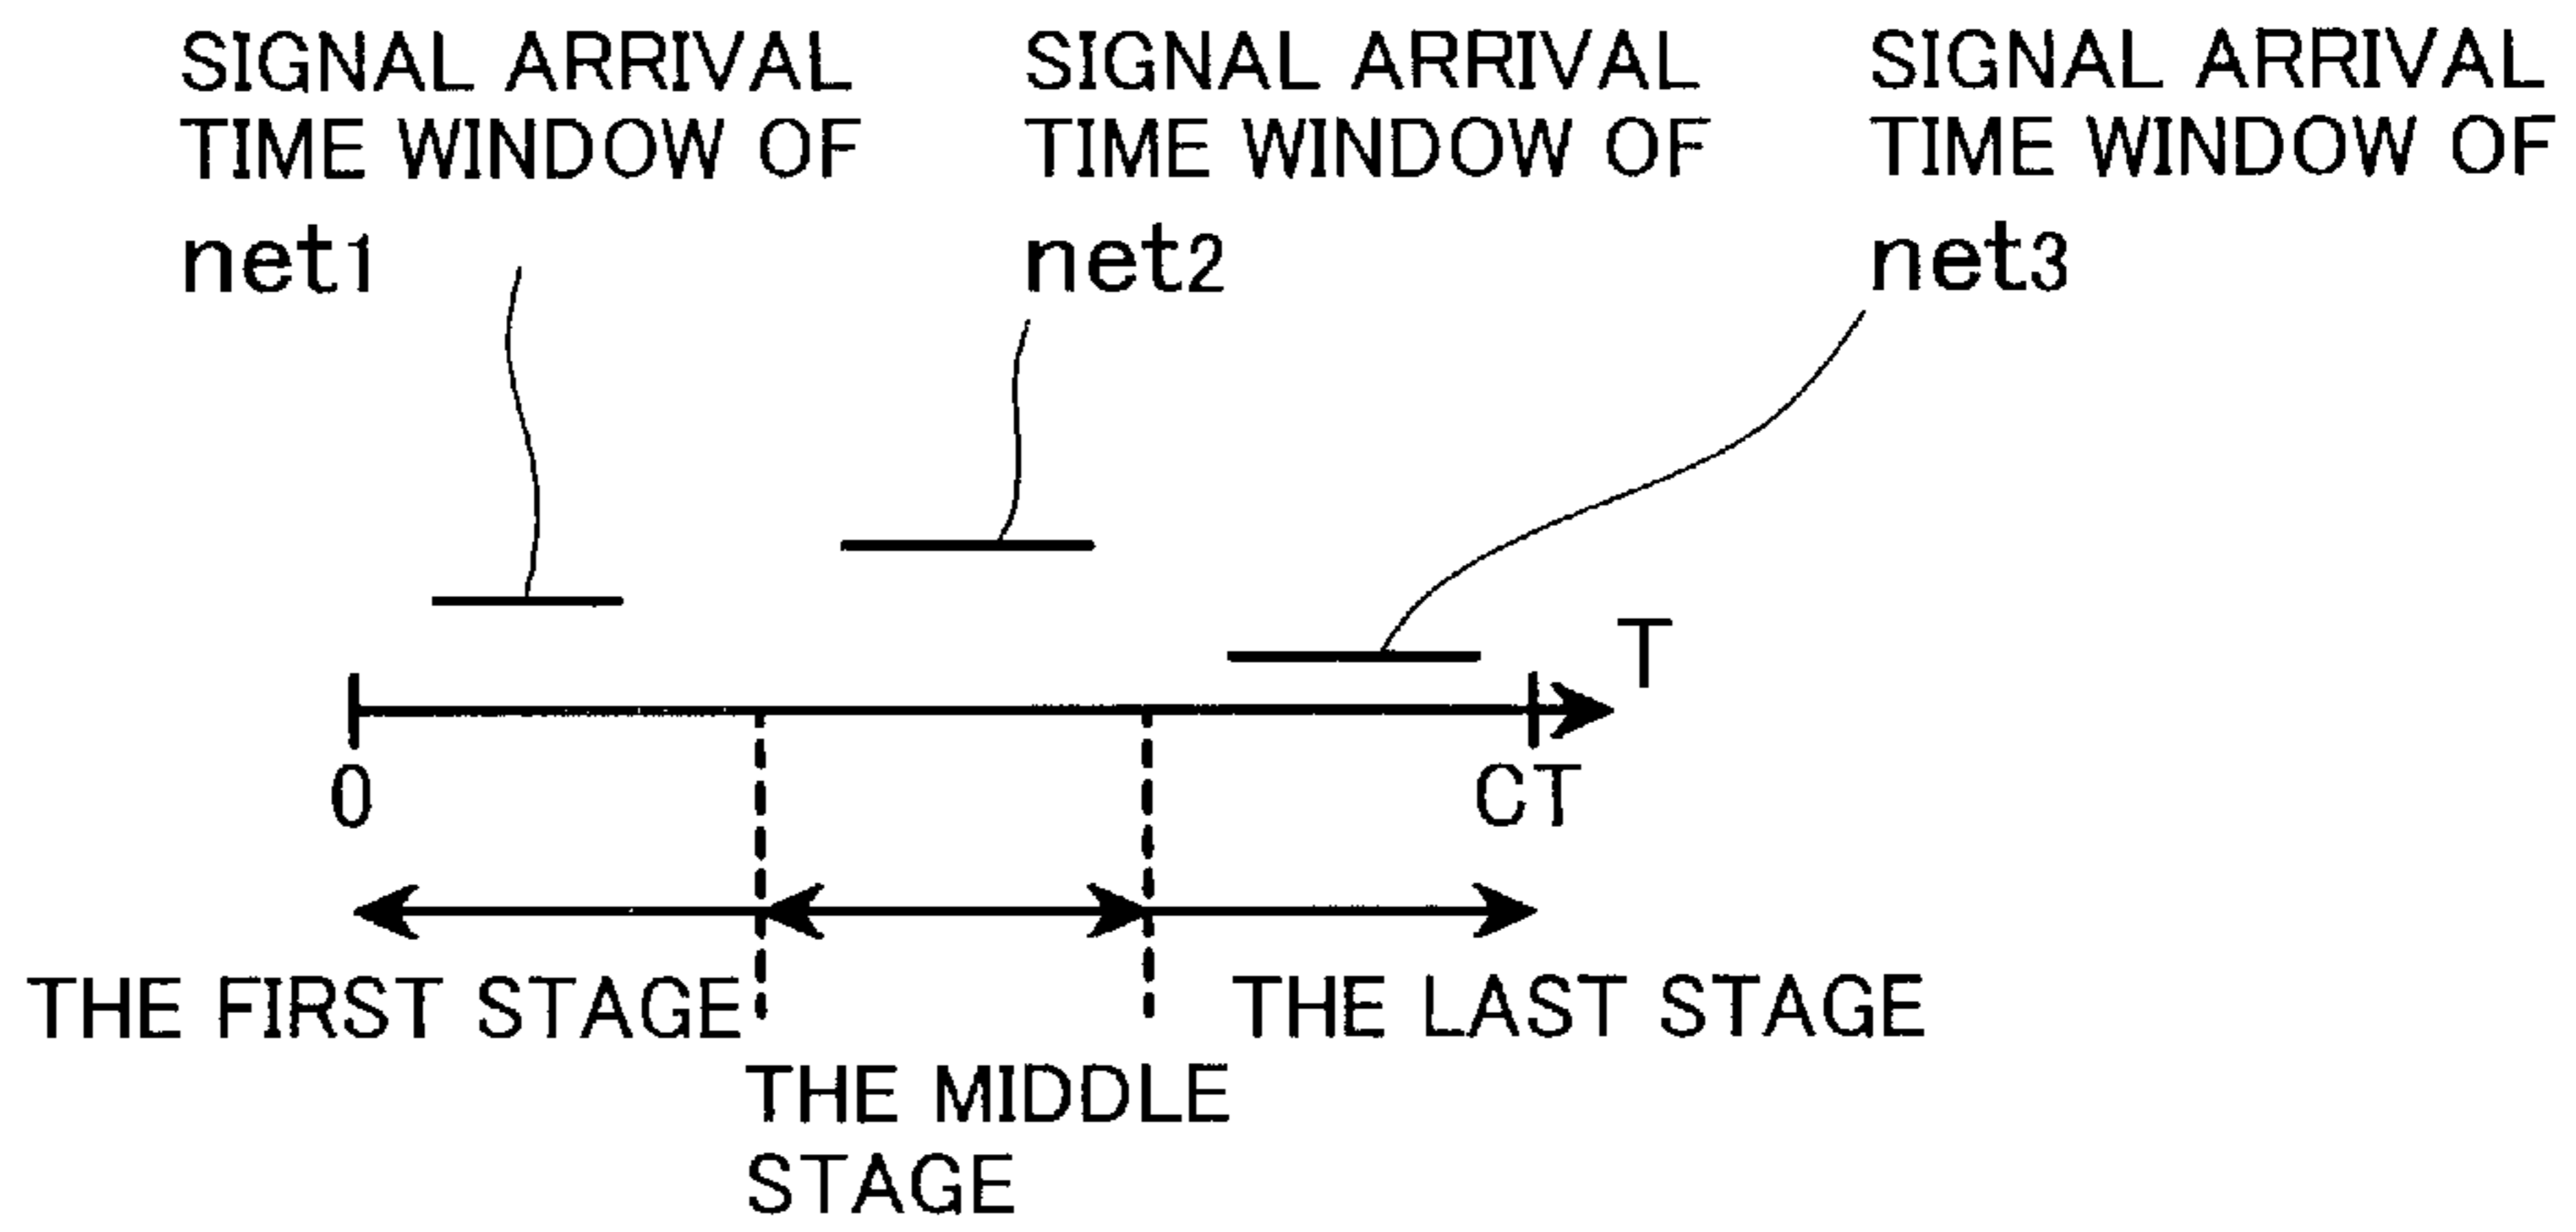 SIGNAL ARRIVAL
TIME WINDOW OF
net1
SIGNAL ARRIVAL
TIME WINDOW OF
net2
SIGNAL ARRIVAL
TIME WINDOW OF
net3
T
0
CT
THE FIRST STAGE
THE MIDDLE
STAGE
THE LAST STAGE